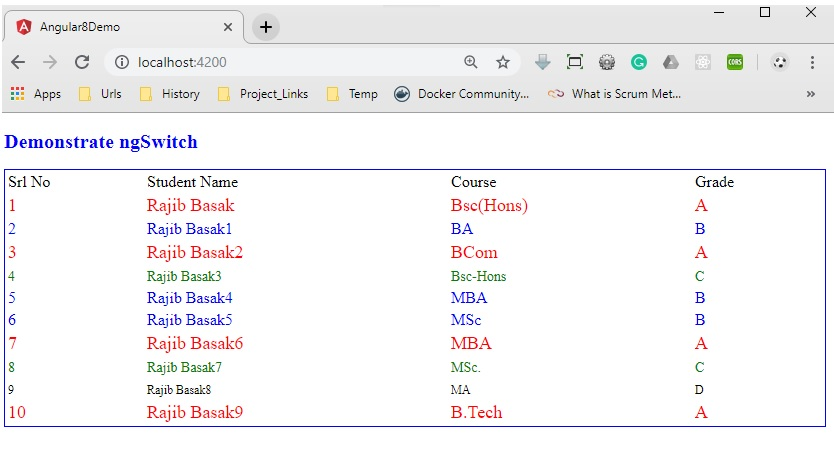 Angular8Demo
localhost:4200
CORS
Apps Urls History Project_Links Temp Docker Community... What is Scrum Met... »
Demonstrate ngSwitch
Srl No Student Name Course Grade
1 Rajib Basak Bsc(Hons) A
2 Rajib Basak1 BA B
3 Rajib Basak2 BCom A
4 Rajib Basak3 Bsc-Hons C
5 Rajib Basak4 MBA B
6 Rajib Basak5 MSc B
7 Rajib Basak6 MBA A
8 Rajib Basak7 MSc. C
9 Rajib Basak8 MA D
10 Rajib Basak9 B.Tech A